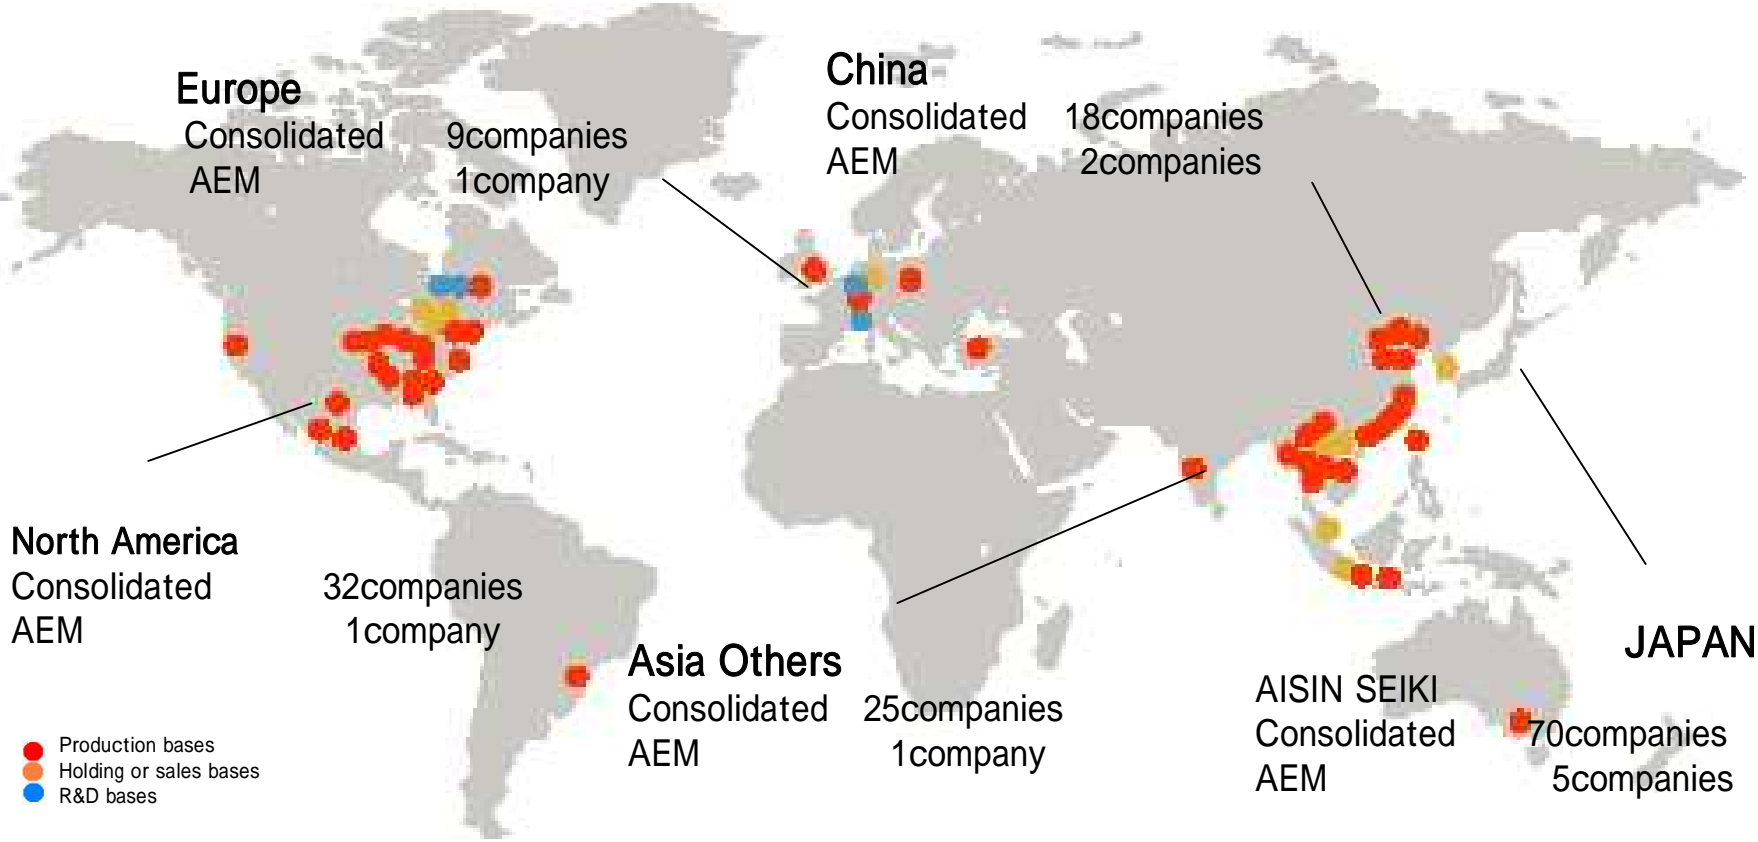 Europe
Consolidated 9companies
AEM 1company
China
Consolidated 18companies
AEM 2companies
North America
Consolidated 32companies
AEM 1company
Asia Others
Consolidated 25companies
AEM 1company
JAPAN
AISIN SEIKI
Consolidated 70companies
AEM 5companies
Production bases
Holding or sales bases
R&D bases